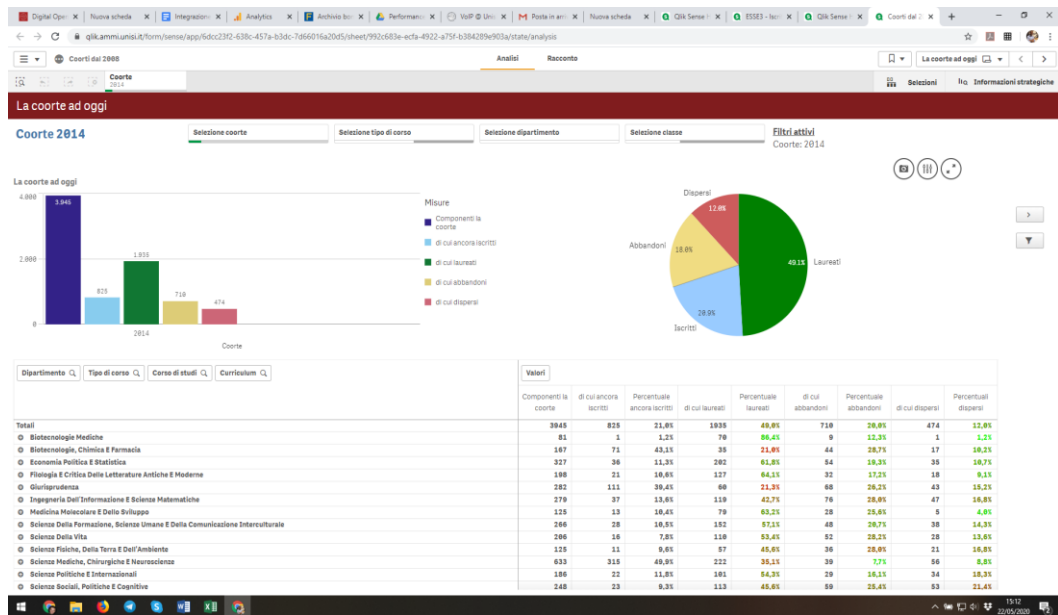 Digital Oper
Nuova scheda
Integrazion
Analytics
Archivio bor
Performanc
VoIP @ Unis
Posta in arri
Nuova scheda
Qlik Sense
ESSE3 - Iscri
Qlik Sense
Coorti dal 2
qlik.ammi.unisi.it/form/sense/app/6dcc23f2-638c-457a-b3dc-7d66016a20d5/sheet/992c683e-ecfa-4922-a75f-b384289e903a/state/analysis
Coorti dal 2008
Analisi
Racconto
La coorte ad oggi
Coorte
2014
Selezioni
Informazioni strategiche
La coorte ad oggi
Coorte 2014
Selezione coorte
Selezione tipo di corso
Selezione dipartimento
Selezione classe
Filtri attivi
Coorte: 2014
La coorte ad oggi
4.000
2.000
0
3.945
825
1.935
710
474
2014
Coorte
Misure
Componenti la
coorte
di cui ancora iscritti
di cui laureati
di cui abbandoni
di cui dispersi
Dispersi
12.0%
Abbandoni
18.0%
49.1%
Laureati
20.9%
Iscritti
Dipartimento
Tipo di corso
Corso di studi
Curriculum
Valori
Componenti la coorte
di cui ancora iscritti
Percentuale ancora iscritti
di cui laureati
Percentuale laureati
di cui abbandoni
Percentuale abbandoni
di cui dispersi
Percentuali dispersi
Totali 3945 825 21,0% 1935 49,0% 710 20,0% 474 12,0%
Biotecnologie Mediche 81 1 1,2% 70 86,4% 9 12,3% 1 1,2%
Biotecnologie, Chimica E Farmacia 167 71 43,1% 35 21,0% 44 28,7% 17 10,2%
Economia Politica E Statistica 327 36 11,3% 202 61,8% 54 19,3% 35 10,7%
Filologia E Critica Delle Letterature Antiche E Moderne 198 21 10,6% 127 64,1% 32 17,2% 18 9,1%
Giurisprudenza 282 111 39,4% 60 21,3% 68 26,2% 43 15,2%
Ingegneria Dell'Informazione E Scienze Matematiche 279 37 13,6% 119 42,7% 76 28,0% 47 16,8%
Medicina Molecolare E Dello Sviluppo 125 13 10,4% 79 63,2% 28 25,6% 5 4,0%
Scienze Della Formazione, Scienze Umane E Della Comunicazione Interculturale 266 28 10,5% 152 57,1% 48 20,7% 38 14,3%
Scienze Della Vita 206 16 7,8% 110 53,4% 52 28,2% 28 13,6%
Scienze Fisiche, Della Terra E Dell'Ambiente 125 11 9,6% 57 45,6% 36 28,0% 21 16,8%
Scienze Mediche, Chirurgiche E Neuroscienze 633 315 49,9% 222 35,1% 39 7,7% 56 8,8%
Scienze Politiche E Internazionali 186 22 11,8% 101 54,3% 29 16,1% 34 18,3%
Scienze Sociali, Politiche E Cognitive 248 23 9,3% 113 45,6% 59 25,4% 53 21,4%
15:12
22/05/2020